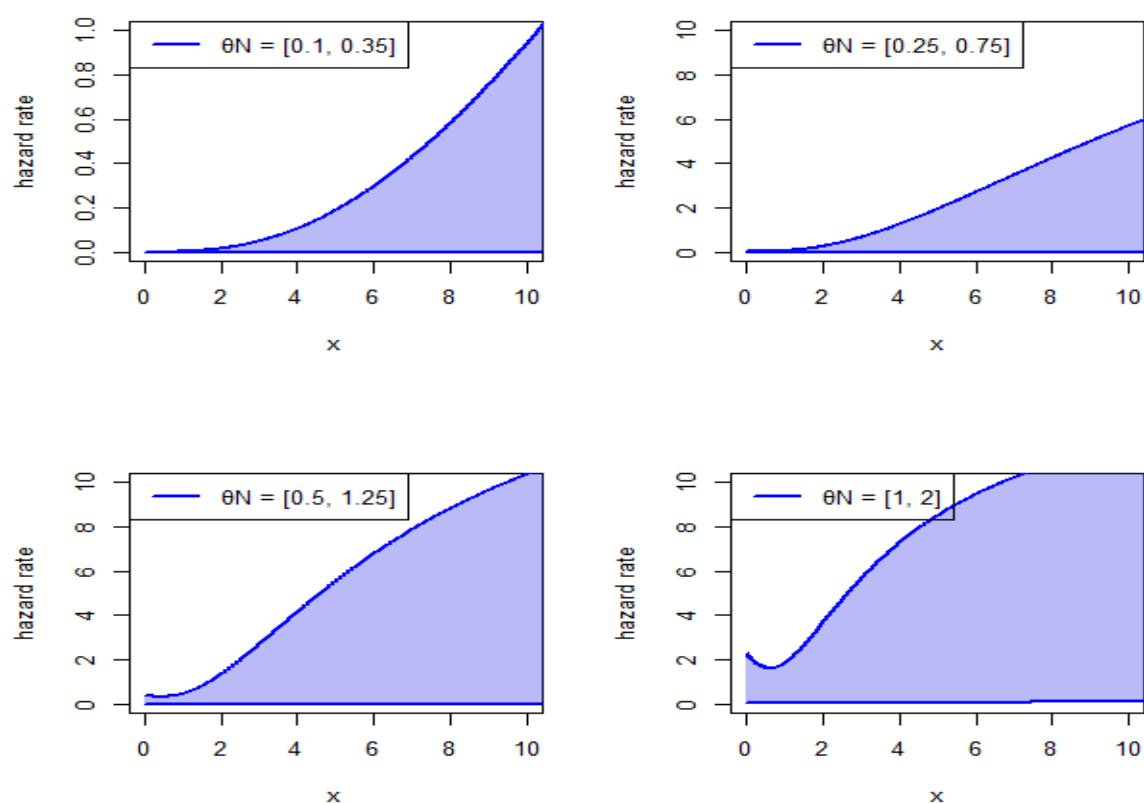 θN = [0.1, 0.35]
hazard rate
0.0 0.2 0.4 0.6 0.8 1.0
0 2 4 6 8 10
x
θN = [0.25, 0.75]
hazard rate
0 2 4 6 8 10
0 2 4 6 8 10
x
θN = [0.5, 1.25]
hazard rate
0 2 4 6 8 10
0 2 4 6 8 10
x
θN = [1, 2]
hazard rate
0 2 4 6 8 10
0 2 4 6 8 10
x